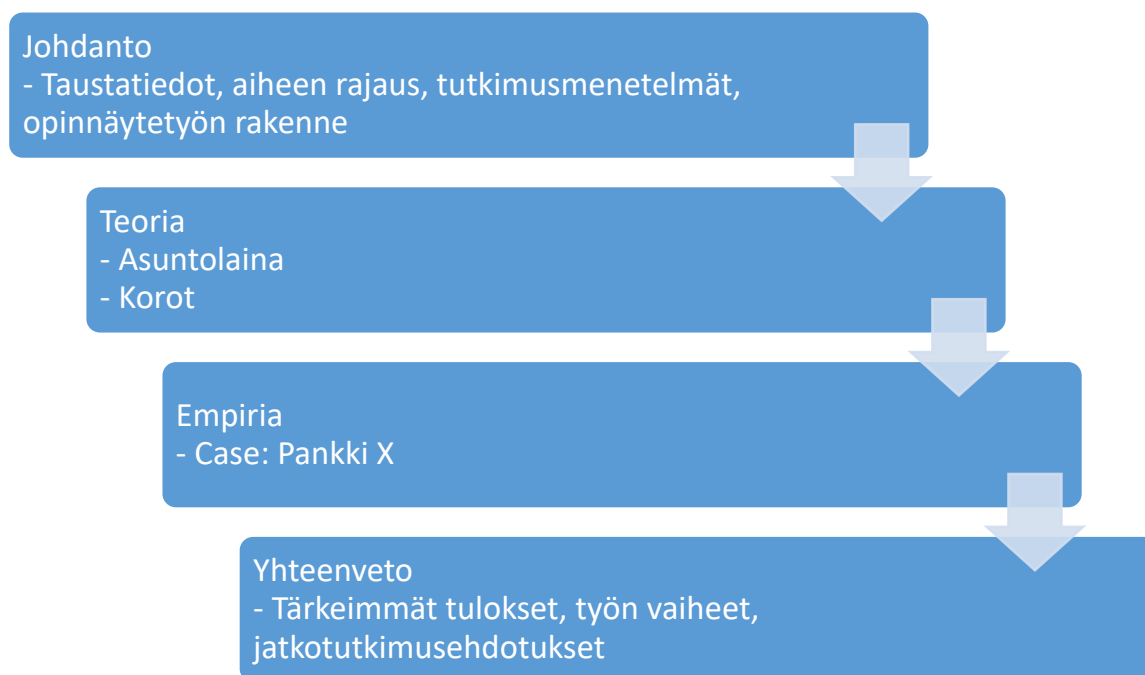 Johdanto
- Taustatiedot, aiheen rajaus, tutkimusmenetelmät,
opinnäytetyön rakenne
Teoria
- Asuntolaina
- Korot
Empiria
- Case: Pankki X
Yhteenveto
- Tärkeimmät tulokset, työn vaiheet,
jatkotutkimusehdotukset